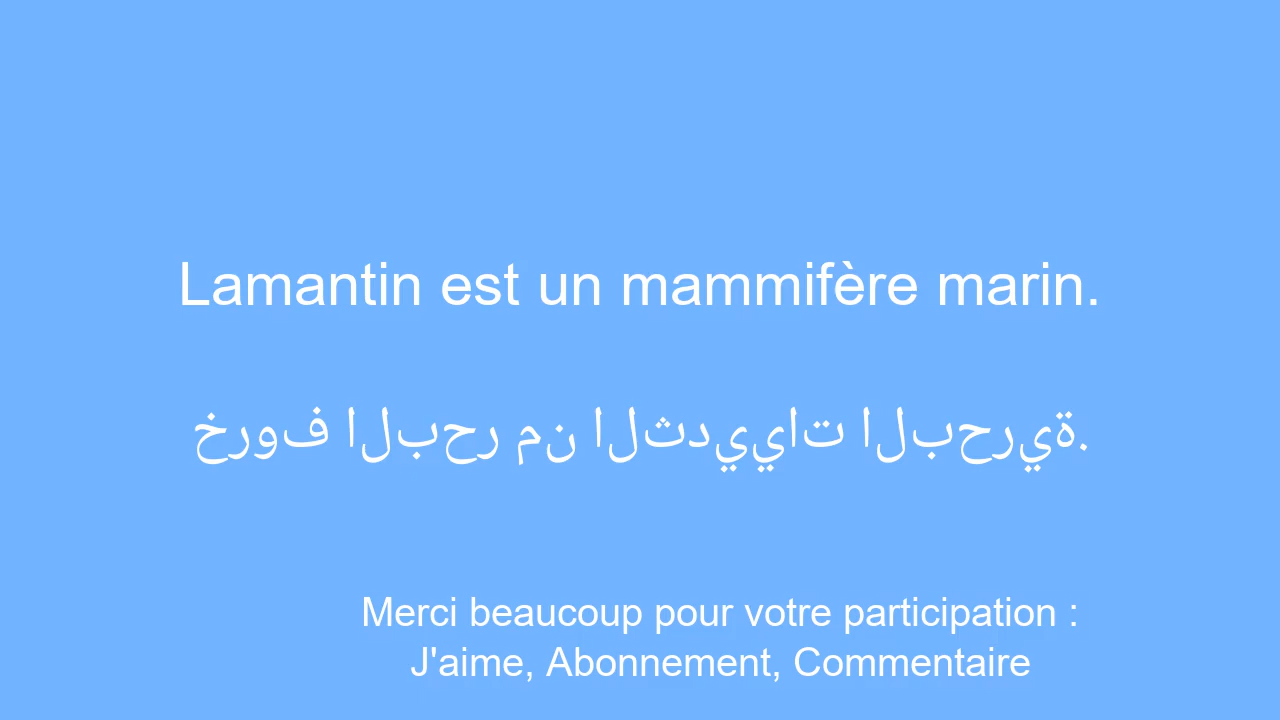 Lamantin est un mammifère marin.
خروف البحر من الثدييات البحرية.
Merci beaucoup pour votre participation :
J'aime, Abonnement, Commentaire